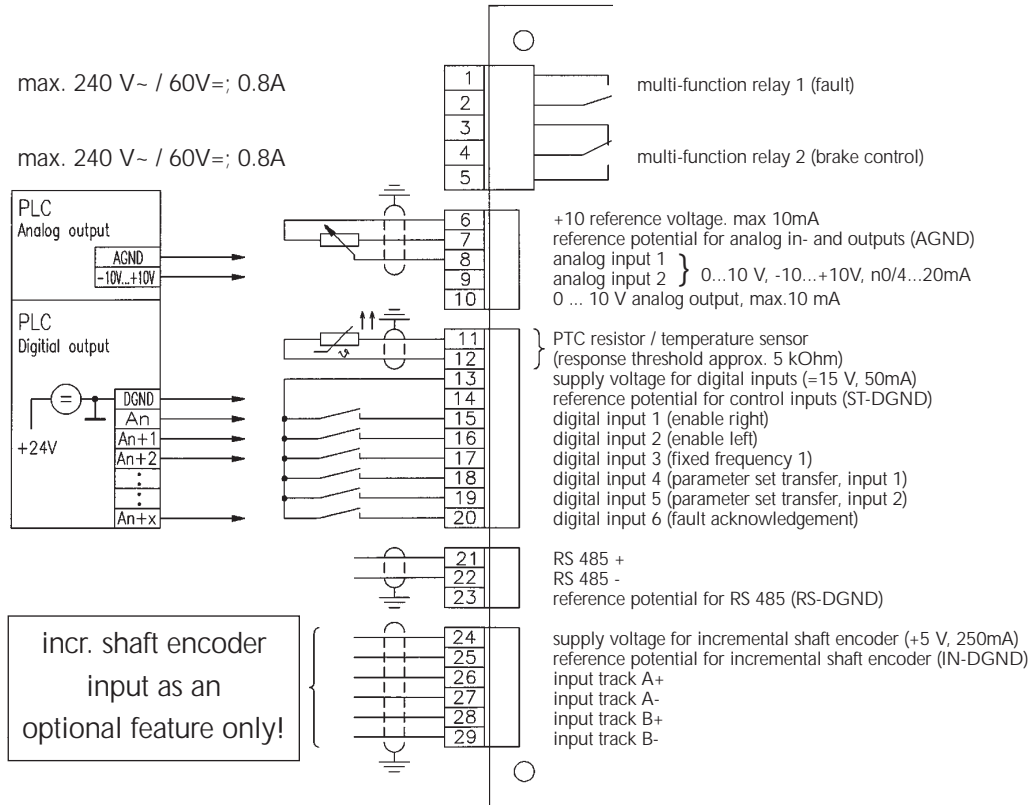 max. 240 V~ / 60V=; 0.8A
max. 240 V~ / 60V=; 0.8A
1
2
3
4
5
multi-function relay 1 (fault)
multi-function relay 2 (brake control)
PLC
Analog output
AGND
-10V...+10V
PLC
Digitial output
DGND
An
An+1
An+2
:
:
An+x
=
+24V
6 +10 reference voltage. max 10mA
7 reference potential for analog in- and outputs (AGND)
8 analog input 1
9 analog input 2 } 0...10 V, -10...+10V, n0/4...20mA
10 0 ... 10 V analog output, max.10 mA
ϑ
11 PTC resistor / temperature sensor
12 (response threshold approx. 5 kOhm)
13 supply voltage for digital inputs (=15 V, 50mA)
14 reference potential for control inputs (ST-DGND)
15 digital input 1 (enable right)
16 digital input 2 (enable left)
17 digital input 3 (fixed frequency 1)
18 digital input 4 (parameter set transfer, input 1)
19 digital input 5 (parameter set transfer, input 2)
20 digital input 6 (fault acknowledgement)
21 RS 485 +
22 RS 485 -
23 reference potential for RS 485 (RS-DGND)
incr. shaft encoder
input as an
optional feature only!
24 supply voltage for incremental shaft encoder (+5 V, 250mA)
25 reference potential for incremental shaft encoder (IN-DGND)
26 input track A+
27 input track A-
28 input track B+
29 input track B-